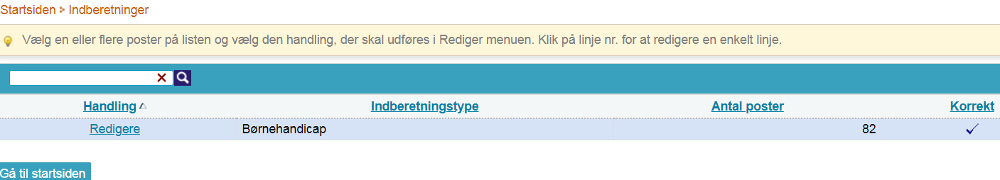 Startsiden Indberetninger
Vælg en eller flere poster på listen og vælg den handling, der skal udføres i Rediger menuen. Klik på linje nr. for at redigere en enkelt linje.
Handling Indberetningstype Antal poster Korrekt
Redigere Børnehandicap 82
Gå til startsiden